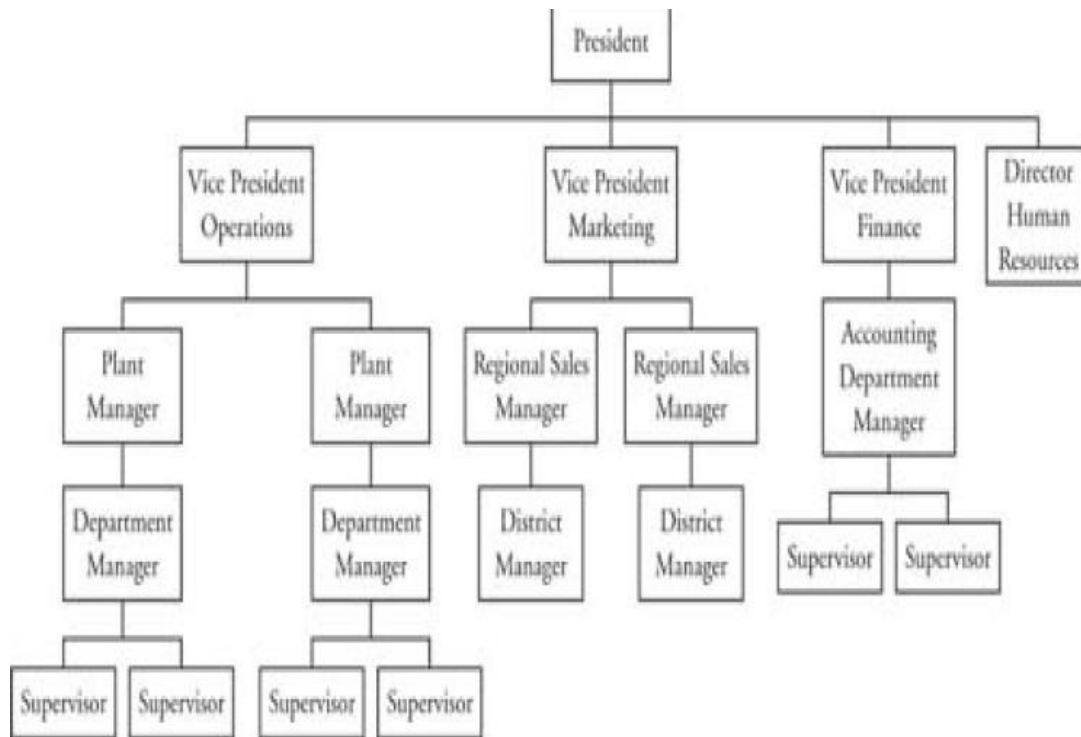 President
Vice President
Operations
Vice President
Marketing
Vice President
Finance
Director
Human
Resources
Plant
Manager
Plant
Manager
Regional Sales
Manager
Regional Sales
Manager
Accounting
Department
Manager
Department
Manager
Department
Manager
District
Manager
District
Manager
Supervisor
Supervisor
Supervisor
Supervisor
Supervisor
Supervisor